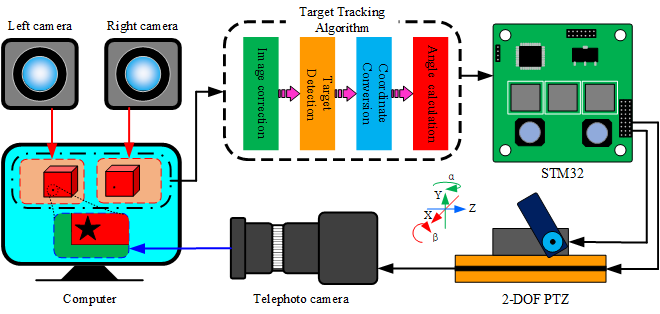 Left camera
Right camera
Target Tracking
Algorithm
Image correction
Target
Detection
Coordinate
Conversion
Angle calculation
STM32
α
Y
X
Z
β
Computer
Telephoto camera
2-DOF PTZ